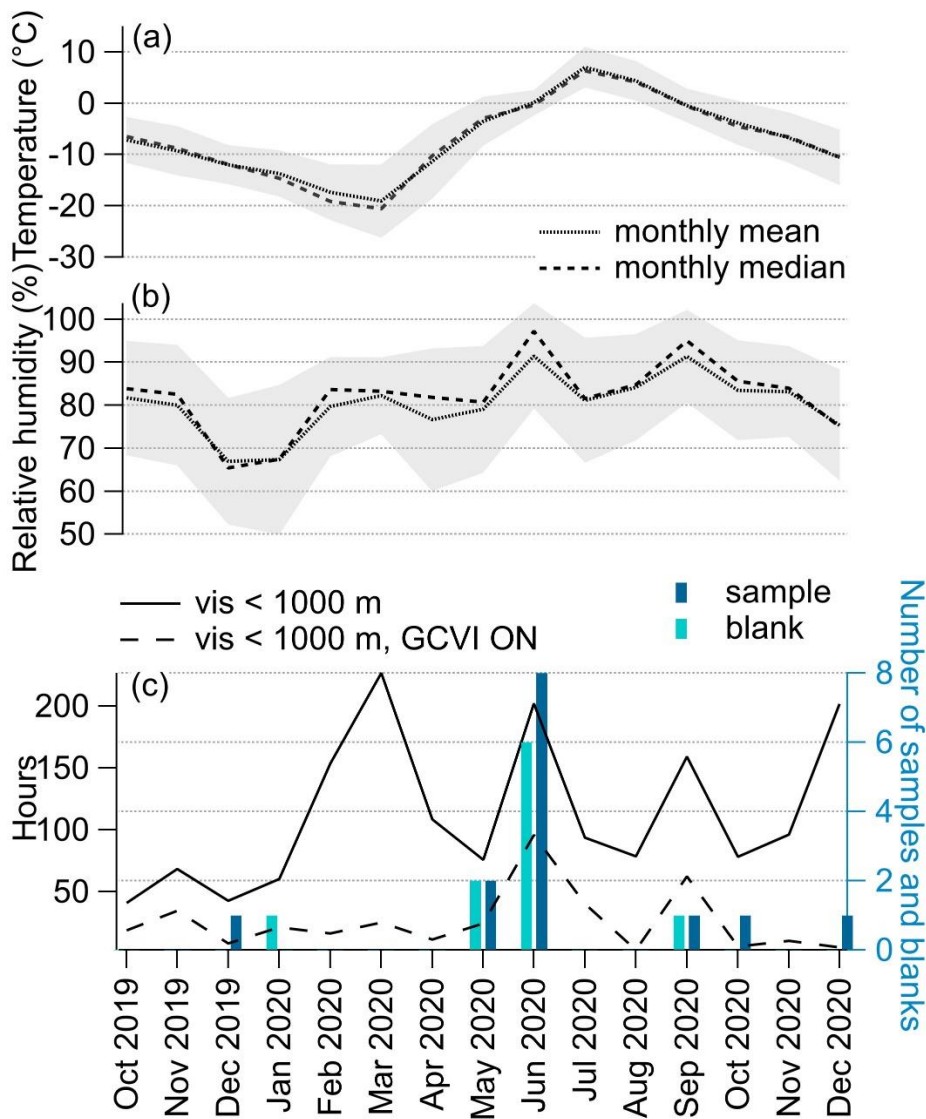 (a)
Temperature (°C)
10
0
-10
-20
-30
monthly mean
monthly median
(b)
Relative humidity (%)
100
90
80
70
60
50
vis < 1000 m
vis < 1000 m, GCVI ON
sample
blank
(c)
Hours
200
150
100
50
8
6
4
2
0
Number of samples and blanks
Oct 2019
Nov 2019
Dec 2019
Jan 2020
Feb 2020
Mar 2020
Apr 2020
May 2020
Jun 2020
Jul 2020
Aug 2020
Sep 2020
Oct 2020
Nov 2020
Dec 2020